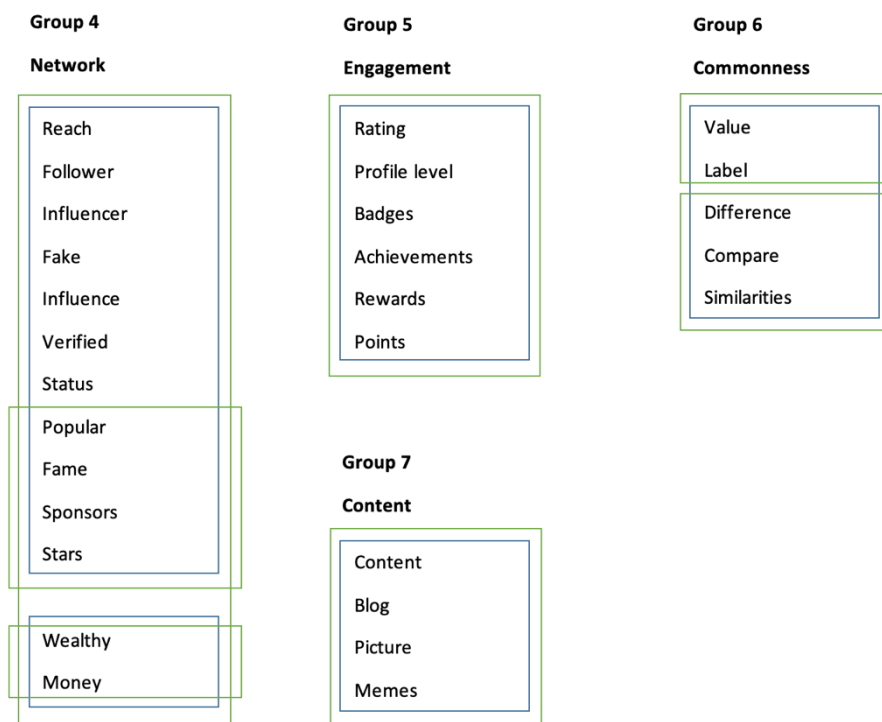 Group 4
Network
Reach
Follower
Influencer
Fake
Influence
Verified
Status
Popular
Fame
Sponsors
Stars
Wealthy
Money
Group 5
Engagement
Rating
Profile level
Badges
Achievements
Rewards
Points
Group 7
Content
Content
Blog
Picture
Memes
Group 6
Commonness
Value
Label
Difference
Compare
Similarities